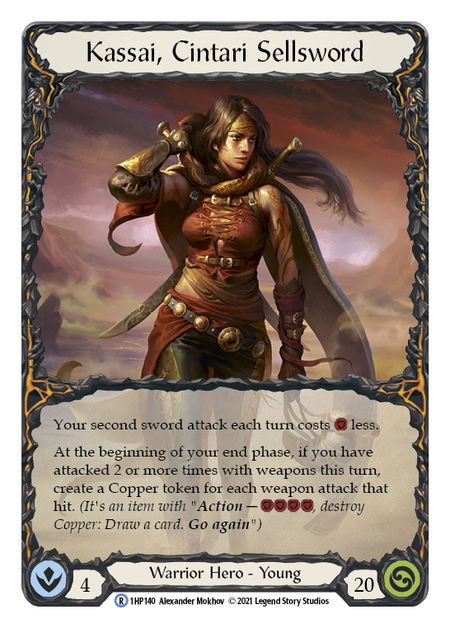 Kassai, Cintari Sellsword
Your second sword attack each turn costs less.
At the beginning of your end phase, if you have
attacked 2 or more times with weapons this turn,
create a Copper token for each weapon attack that
hit. (It's an item with "Action — , destroy
Copper: Draw a card. Go again")
4
Warrior Hero - Young
20
R 1HP140 Alexander Mokhov © 2021 Legend Story Studios